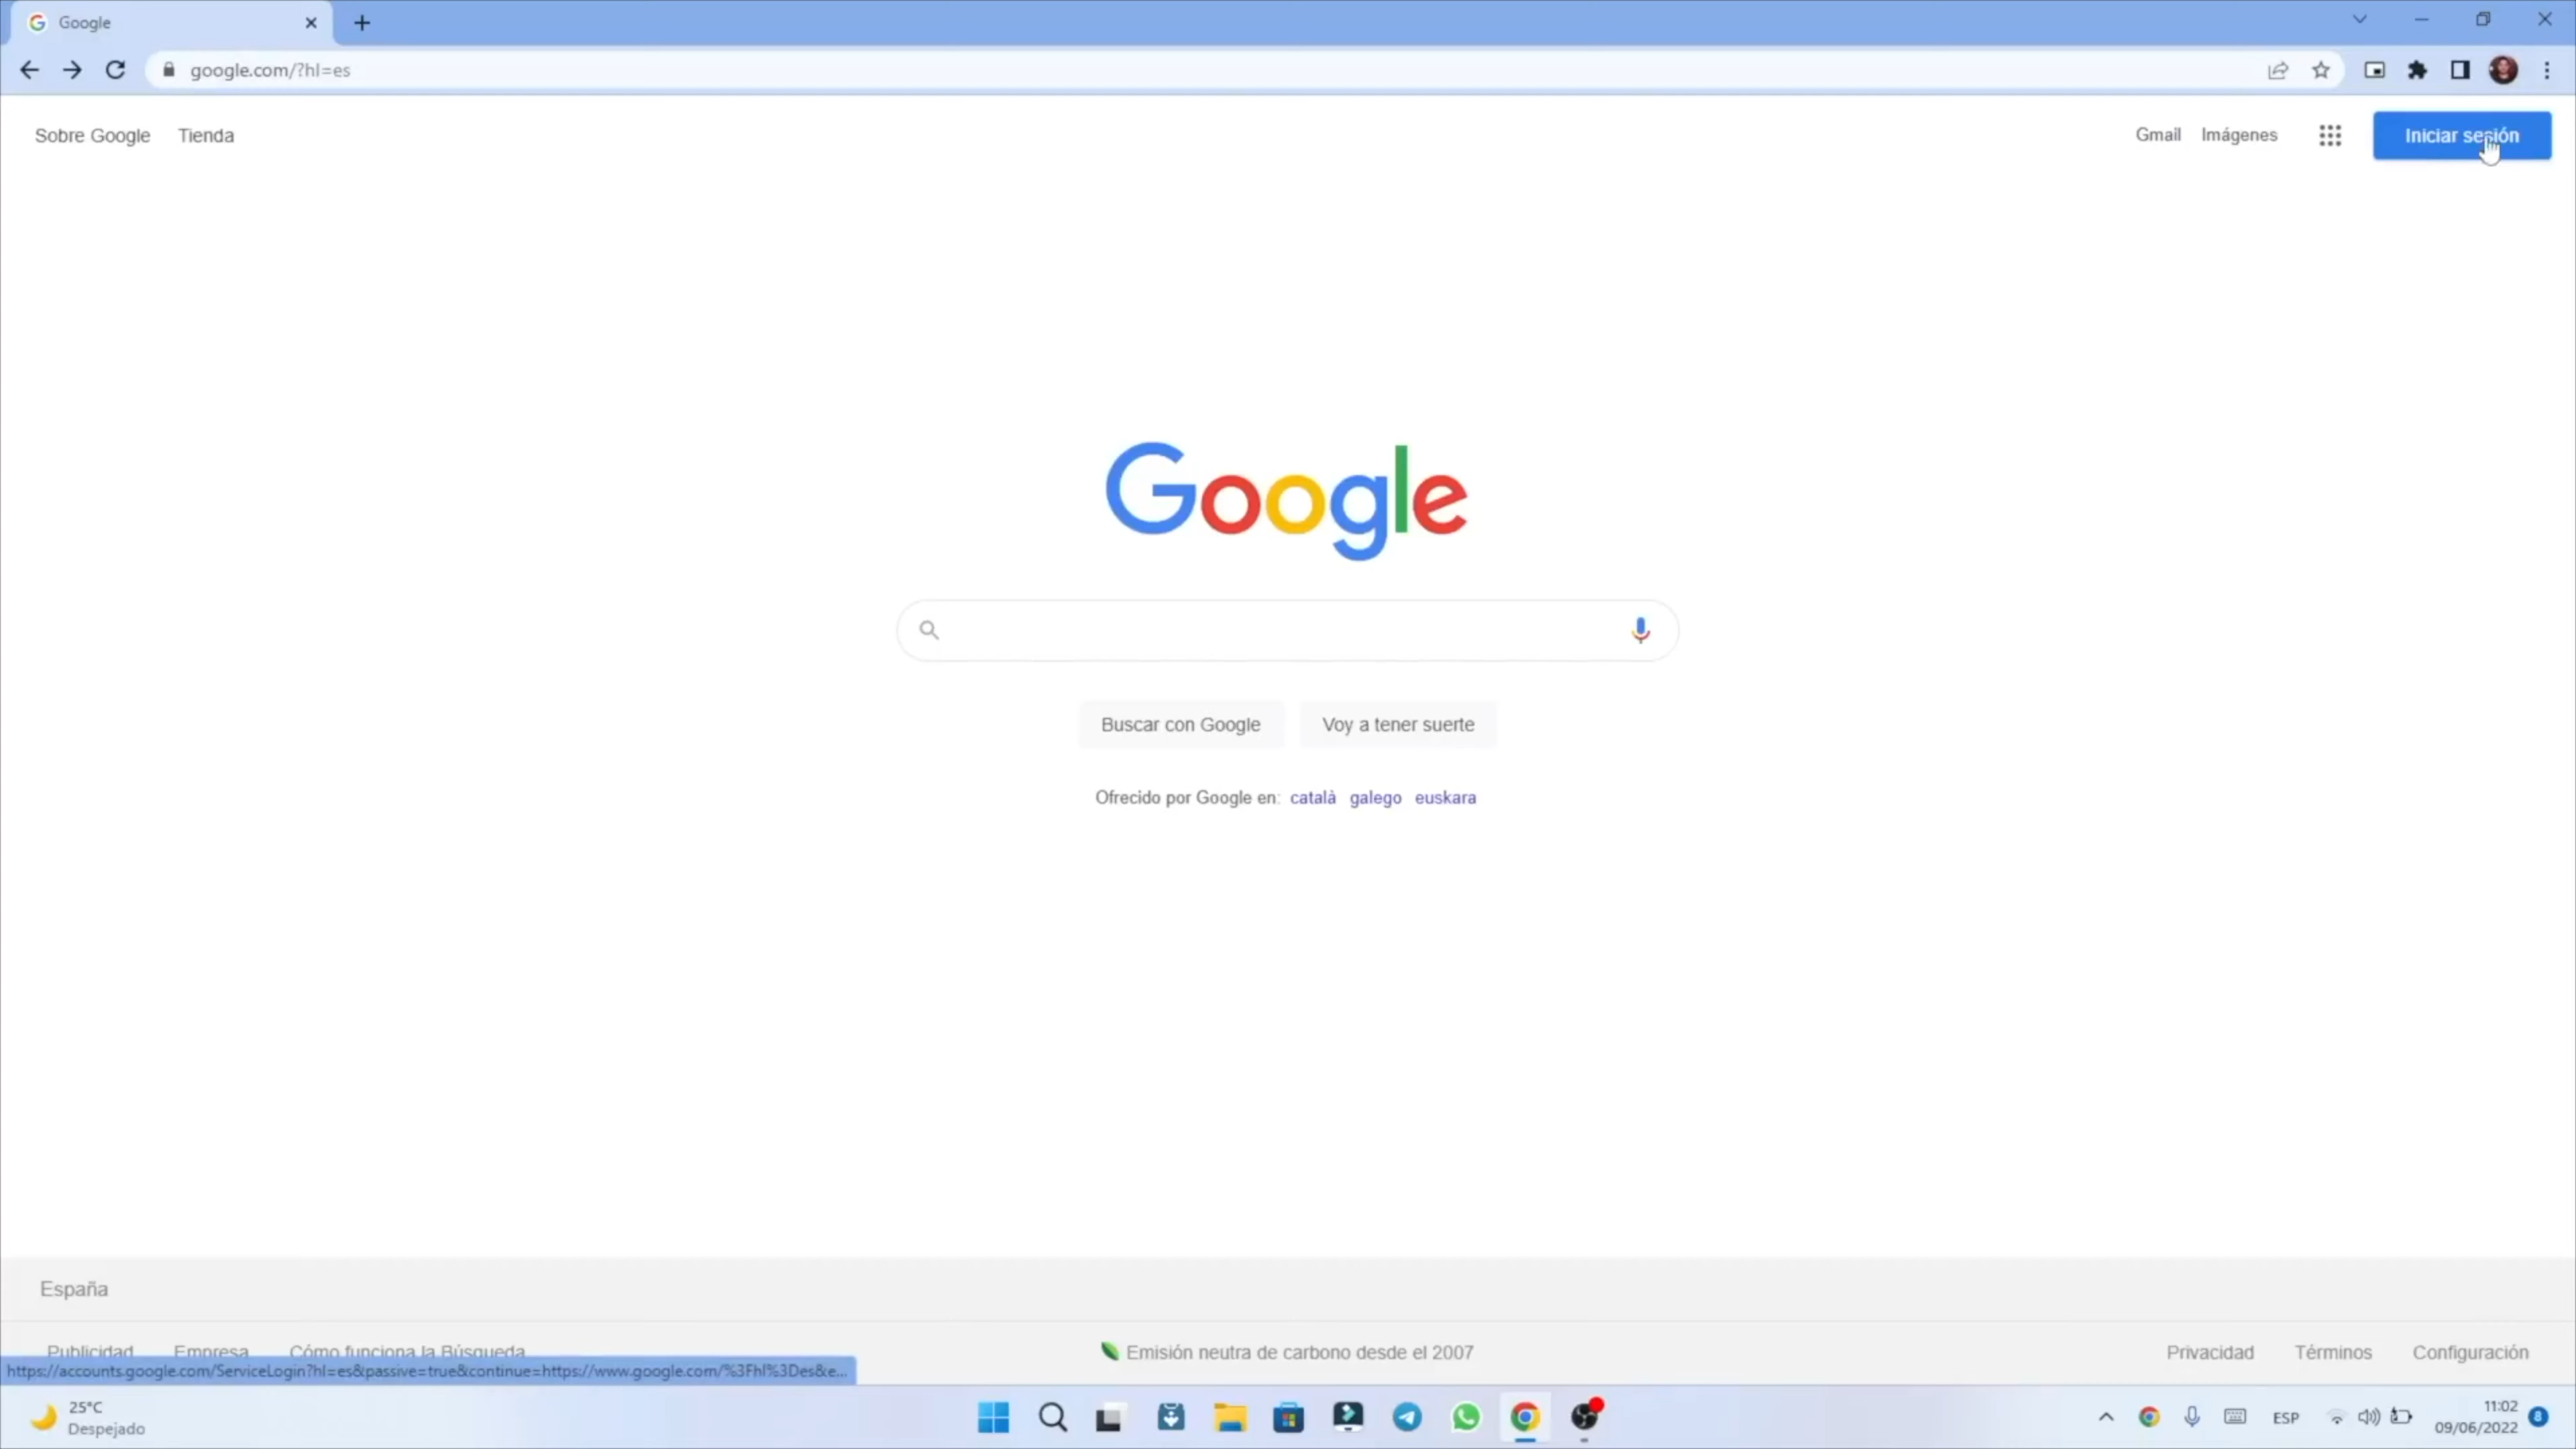 Google
google.com/?hl=es
Sobre Google Tienda
Gmail Imágenes Iniciar sesión
Google
Buscar con Google Voy a tener suerte
Ofrecido por Google en: català galego euskara
España
Publicidad Empresa Cómo funciona la Búsqueda
Emisión neutra de carbono desde el 2007
Privacidad Términos Configuración
https://accounts.google.com/ServiceLogin?hl=es&passive=true&continue=https://www.google.com/%3Fhl%3Des&e...
25°C
Despejado
ESP
11:02
09/06/2022
8